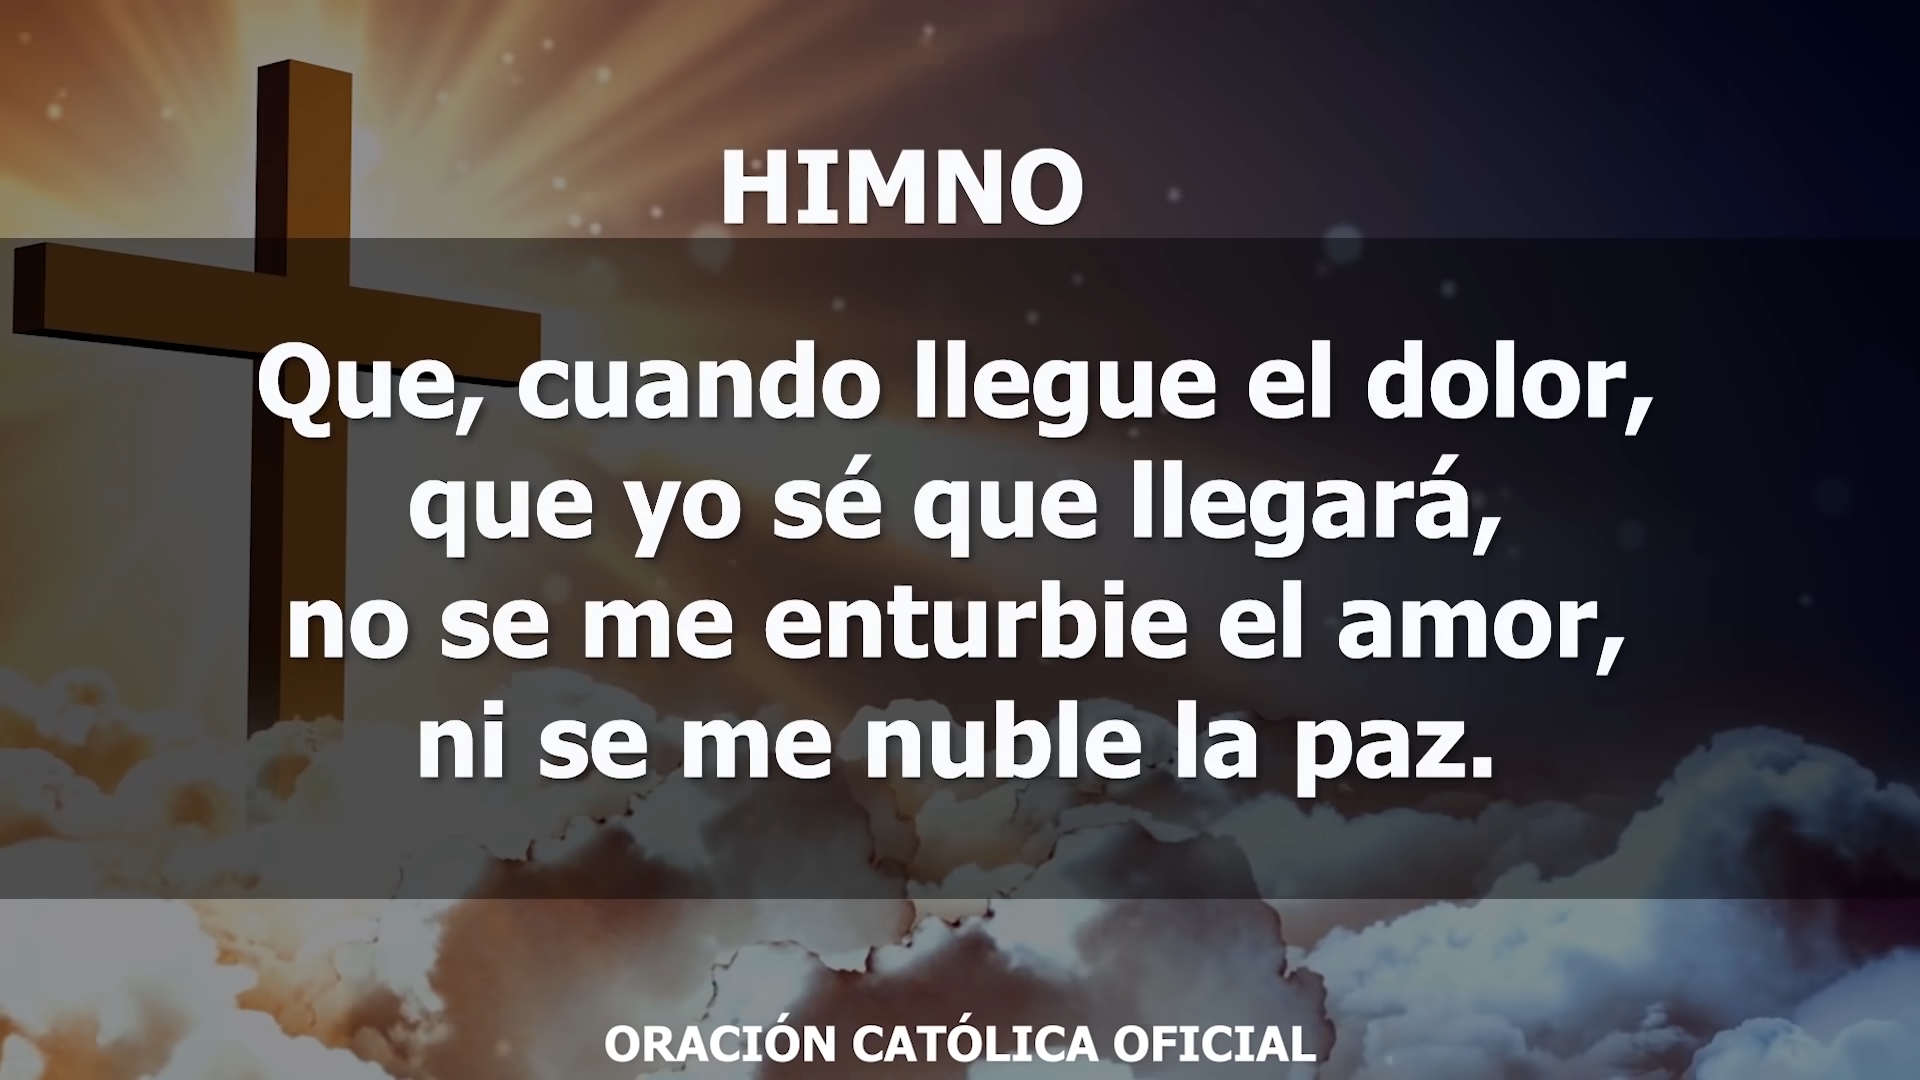 HIMNO
Que, cuando llegue el dolor,
que yo sé que llegará,
no se me enturbie el amor,
ni se me nuble la paz.
ORACIÓN CATÓLICA OFICIAL